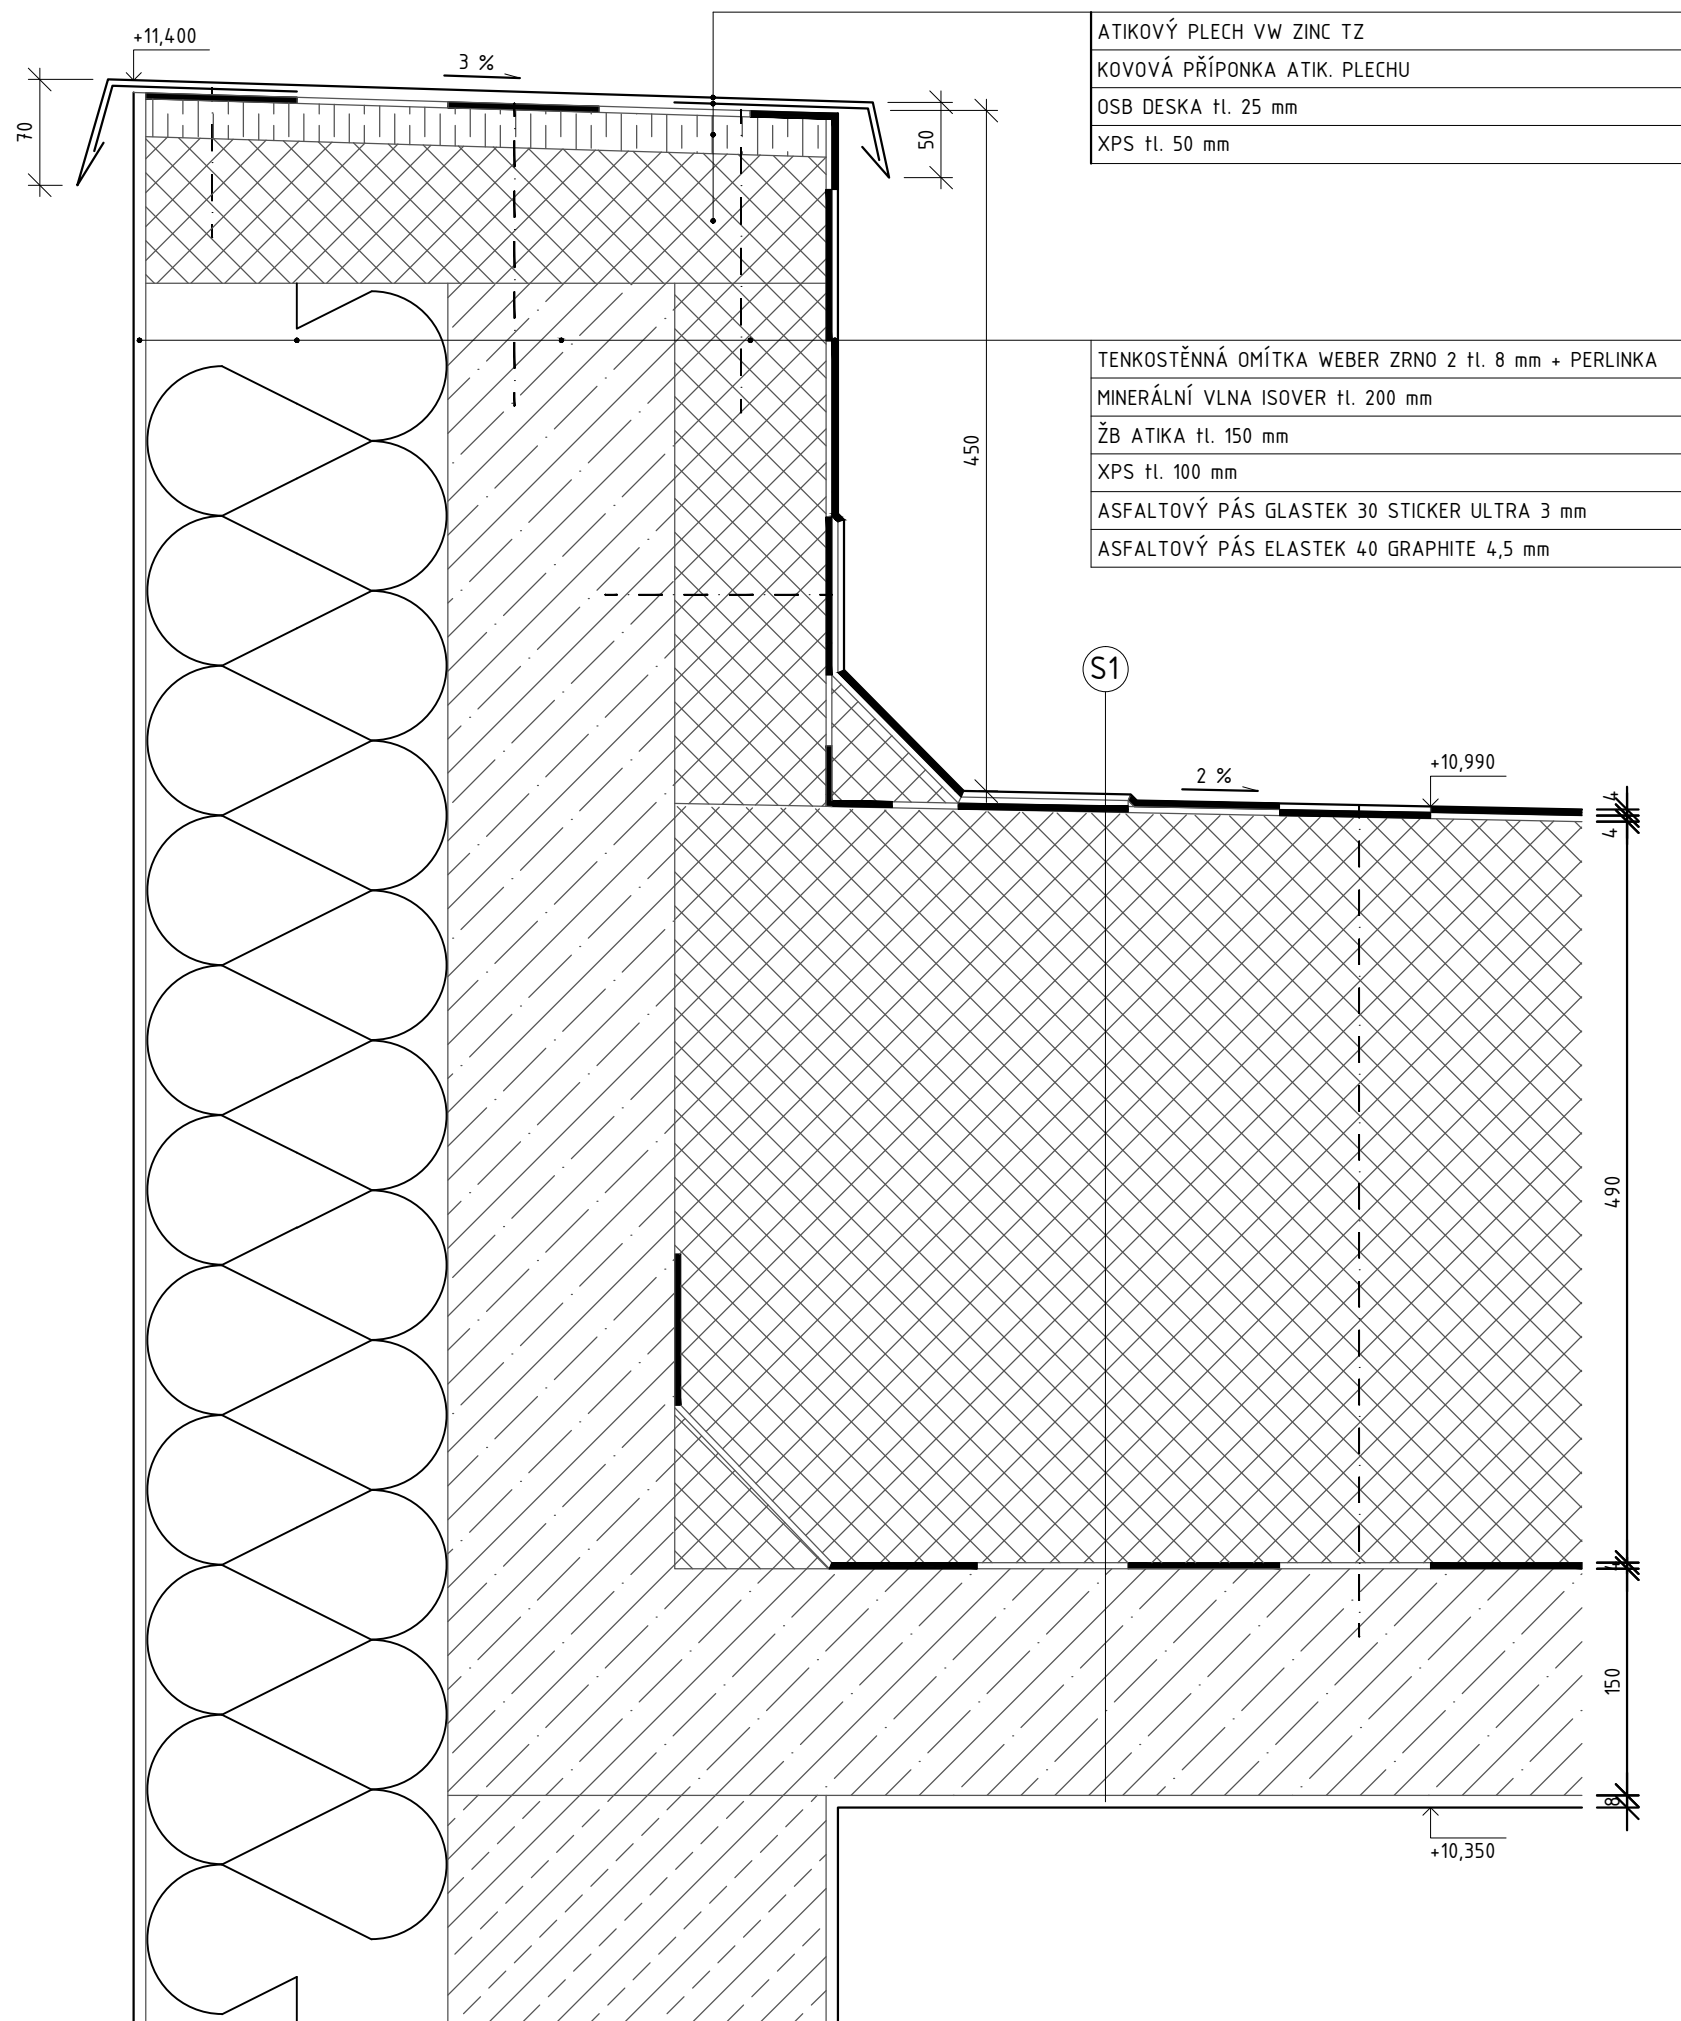 ATIKOVÝ PLECH VW ZINC TZ
KOVOVÁ PŘÍPONKA ATIK. PLECHU
OSB DESKA tl. 25 mm
XPS tl. 50 mm
+11,400
3 %
70
50
TENKOSTĚNNÁ OMÍTKA WEBER ZRNO 2 tl. 8 mm + PERLINKA
MINERÁLNÍ VLNA ISOVER tl. 200 mm
ŽB ATIKA tl. 150 mm
XPS tl. 100 mm
ASFALTOVÝ PÁS GLASTEK 30 STICKER ULTRA 3 mm
ASFALTOVÝ PÁS ELASTEK 40 GRAPHITE 4,5 mm
450
S1
+10,990
2 %
4
4
490
150
8
+10,350